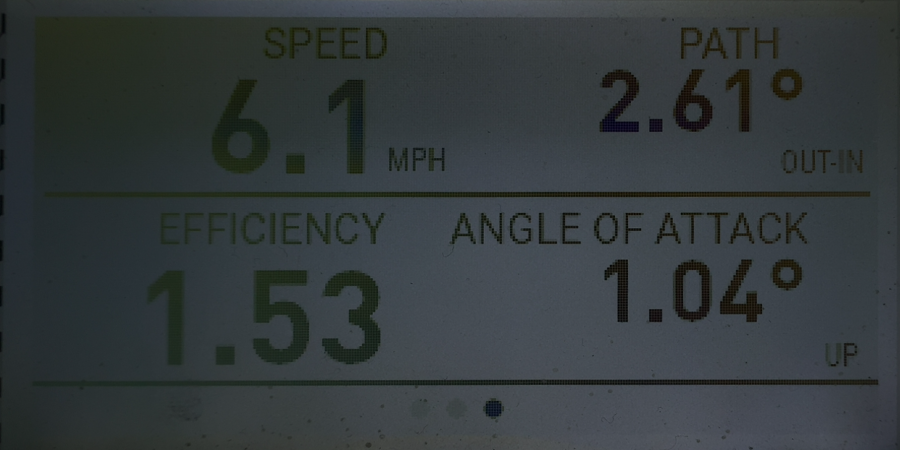 SPEED
6.1 MPH
PATH
2.61°
OUT-IN
EFFICIENCY
1.53
ANGLE OF ATTACK
1.04°
UP